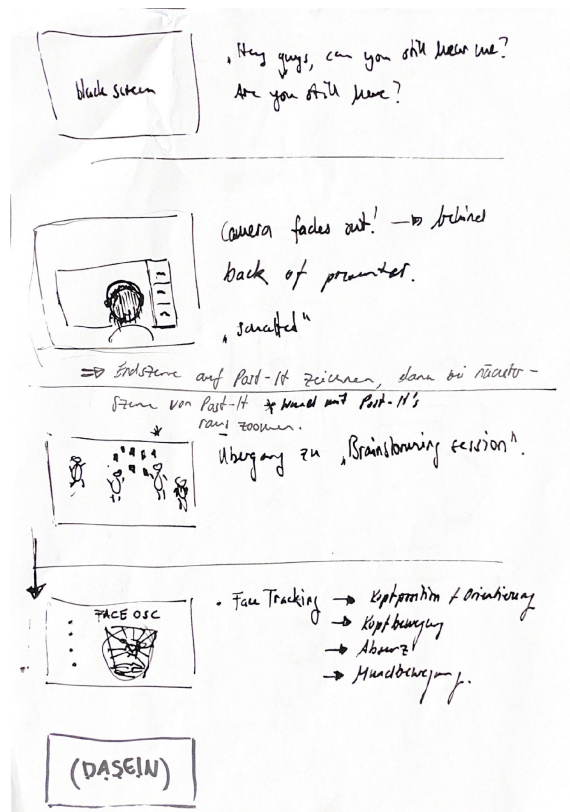 black screen
„Hey guys, can you still hear me?
Are you still here?
Camera fades out! → behind
back of presenter.
⇒ Endszene auf Post-It zeichnen, dann bei nächster
Szene von Post-It * Wand mit Post-It's
raus zoomen.
*
Übergang zu „Brainstorming session".
FACE OSC
• Face Tracking → Kopfposition + Orientierung
→ Kopfbewegung
→ Absenz
→ Mundbewegung.
(DASEIN)